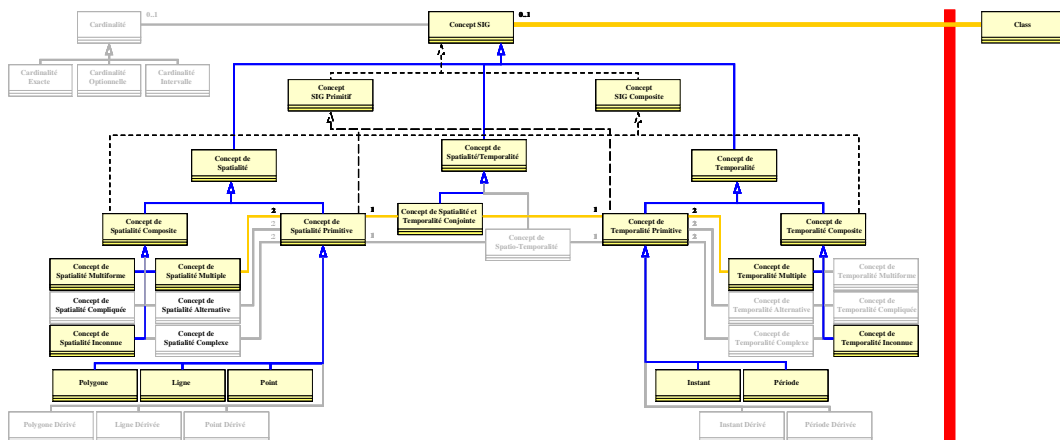 0..1
0..1
Cardinalité
Concept SIG
Class
Cardinalité
Exacte
Cardinalité
Optionnelle
Cardinalité
Intervalle
Concept
SIG Primitif
Concept
SIG Composite
Concept de
Spatialité
Concept de
Spatialité/Temporalité
Concept de
Temporalité
2
1
1
2
Concept de
Spatialité Composite
Concept de
Spatialité Primitive
Concept de Spatialité et
Temporalité Conjointe
Concept de
Temporalité Primitive
Concept de
Temporalité Composite
2
2
2
1
1
2
Concept de
Spatio-Temporalité
Concept de
Spatialité Multiforme
Concept de
Spatialité Multiple
Concept de
Temporalité Multiple
Concept de
Temporalité Multiforme
Concept de
Spatialité Compliquée
Concept de
Spatialité Alternative
Concept de
Temporalité Alternative
Concept de
Temporalité Compliquée
Concept de
Spatialité Inconnue
Concept de
Spatialité Complexe
Concept de
Temporalité Complexe
Concept de
Temporalité Inconnue
Polygone
Ligne
Point
Instant
Période
Polygone Dérivé
Ligne Dérivée
Point Dérivé
Instant Dérivé
Période Dérivée